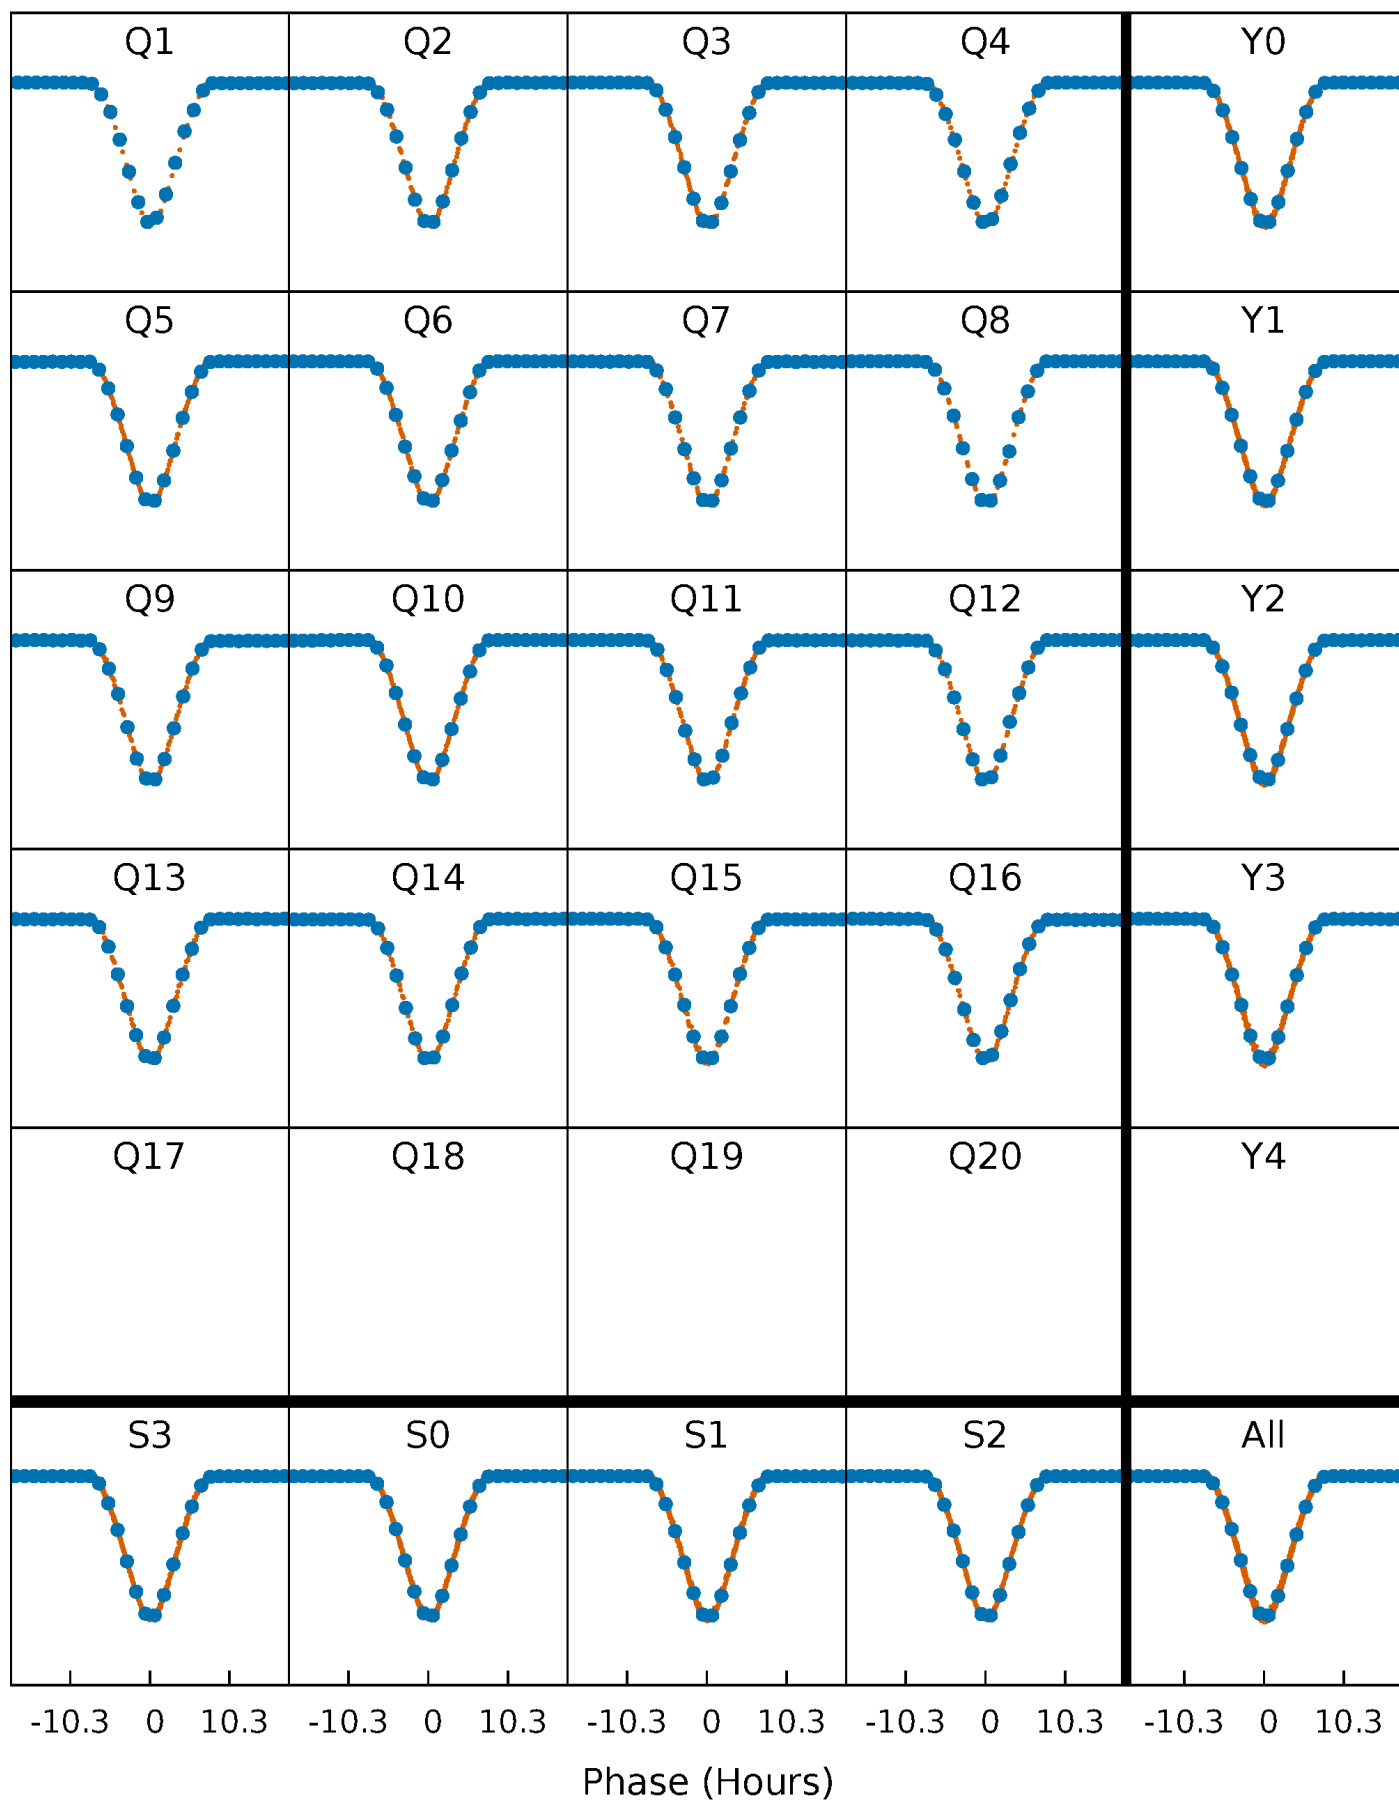 Q1 Q2 Q3 Q4 Y0
Q5 Q6 Q7 Q8 Y1
Q9 Q10 Q11 Q12 Y2
Q13 Q14 Q15 Q16 Y3
Q17 Q18 Q19 Q20 Y4
S3 S0 S1 S2 All
-10.3 0 10.3 -10.3 0 10.3 -10.3 0 10.3 -10.3 0 10.3 -10.3 0 10.3
Phase (Hours)